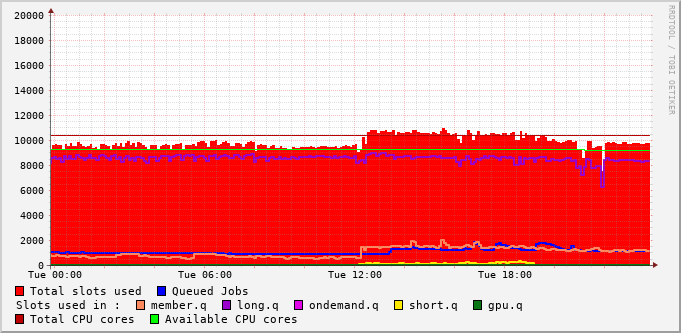 20000
18000
16000
14000
12000
10000
8000
6000
4000
2000
0
Tue 00:00 Tue 06:00 Tue 12:00 Tue 18:00
Total slots used Queued Jobs
Slots used in : member.q long.q ondemand.q short.q gpu.q
Total CPU cores Available CPU cores
RRDTOOL / TOBI OETIKER